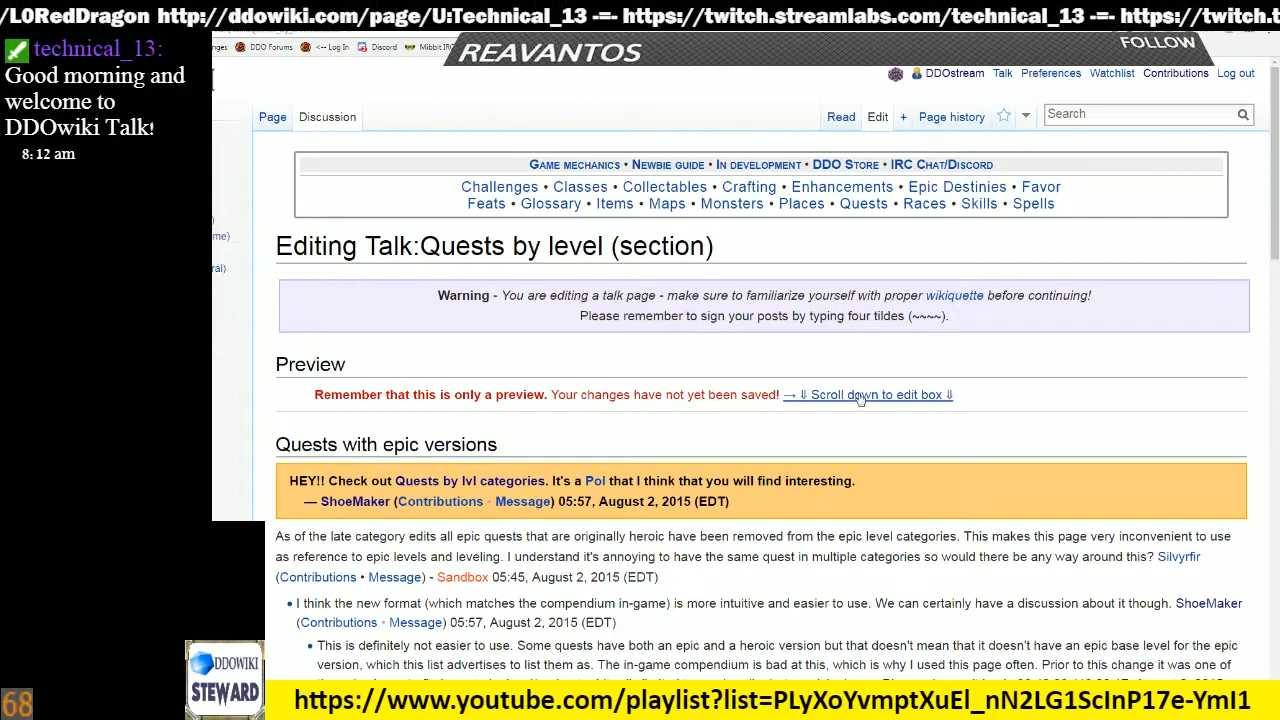 /L0RedDragon http://ddowiki.com/page/U:Technical_13 -=- https://twitch.streamlabs.com/technical_13 -=- https://twitch.t
technical_13:
Good morning and
welcome to
DDOwiki Talk!
8:12 am
nges DDO Forums <-- Log In Discord Mibbit IRC
REAVANTOS
FOLLOW
DDOstream Talk Preferences Watchlist Contributions Log out
Page Discussion Read Edit + Page history Search
GAME MECHANICS • NEWBIE GUIDE • IN DEVELOPMENT • DDO STORE • IRC CHAT/DISCORD
Challenges • Classes • Collectables • Crafting • Enhancements • Epic Destinies • Favor
Feats • Glossary • Items • Maps • Monsters • Places • Quests • Races • Skills • Spells
)
me)
ral)
Editing Talk:Quests by level (section)
Warning - You are editing a talk page - make sure to familiarize yourself with proper wikiquette before continuing!
Please remember to sign your posts by typing four tildes (~~~~).
Preview
Remember that this is only a preview. Your changes have not yet been saved! → ⇓ Scroll down to edit box ⇓
Quests with epic versions
HEY!! Check out Quests by lvl categories. It's a Pol that I think that you will find interesting.
— ShoeMaker (Contributions • Message) 05:57, August 2, 2015 (EDT)
As of the late category edits all epic quests that are originally heroic have been removed from the epic level categories. This makes this page very inconvenient to use
as reference to epic levels and leveling. I understand it's annoying to have the same quest in multiple categories so would there be any way around this? Silvyrfir
(Contributions • Message) - Sandbox 05:45, August 2, 2015 (EDT)
• I think the new format (which matches the compendium in-game) is more intuitive and easier to use. We can certainly have a discussion about it though. ShoeMaker
(Contributions • Message) 05:57, August 2, 2015 (EDT)
• This is definitely not easier to use. Some quests have both an epic and a heroic version but that doesn't mean that it doesn't have an epic base level for the epic
version, which this list advertises to list them as. The in-game compendium is bad at this, which is why I used this page often. Prior to this change it was one of
DDOWIKI
STEWARD
68
https://www.youtube.com/playlist?list=PLyXoYvmptXuEl_nN2LG1ScInP17e-YmI1